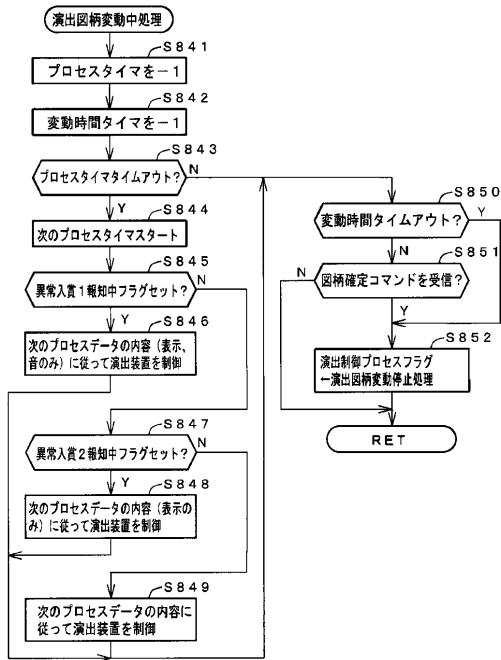 演出図柄変動中処理
S841
プロセスタイマを－1
S842
変動時間タイマを－1
S843
プロセスタイマタイムアウト？
N
Y
S844
次のプロセスタイマスタート
S845
異常入賞1報知中フラグセット？
N
Y
S846
次のプロセスデータの内容（表示、
音のみ）に従って演出装置を制御
S847
異常入賞2報知中フラグセット？
N
Y
S848
次のプロセスデータの内容（表示の
み）に従って演出装置を制御
S849
次のプロセスデータの内容に
従って演出装置を制御
S850
変動時間タイムアウト？
Y
N
S851
N
図柄確定コマンドを受信？
Y
S852
演出制御プロセスフラグ
←演出図柄変動停止処理
RET